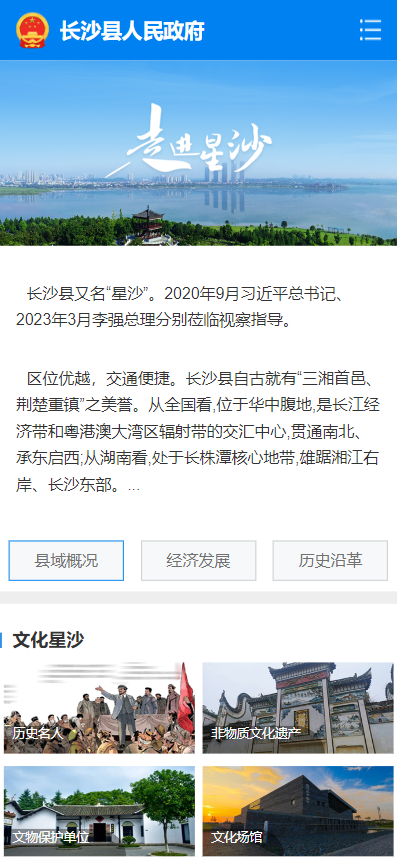 长沙县人民政府
走进星沙
长沙县又名“星沙”。2020年9月习近平总书记、
2023年3月李强总理分别莅临视察指导。
区位优越，交通便捷。长沙县自古就有“三湘首邑、
荆楚重镇”之美誉。从全国看,位于华中腹地,是长江经
济带和粤港澳大湾区辐射带的交汇中心,贯通南北、
承东启西;从湖南看,处于长株潭核心地带,雄踞湘江右
岸、长沙东部。...
县域概况
经济发展
历史沿革
文化星沙
历史名人
非物质文化遗产
文物保护单位
文化场馆